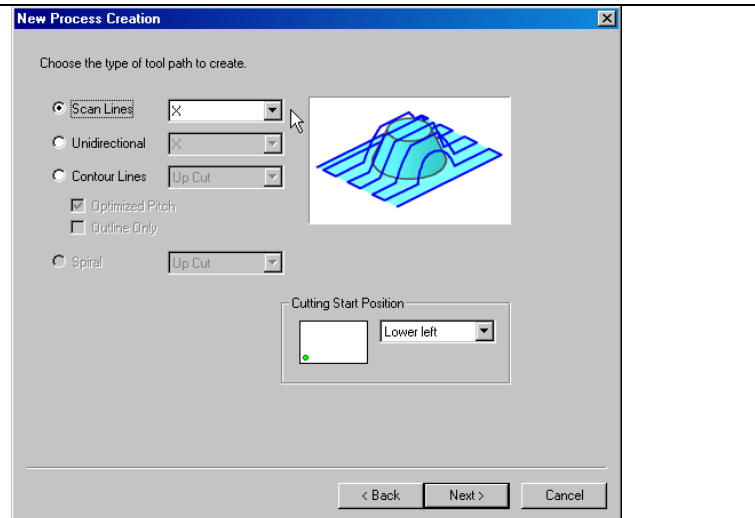 New Process Creation
Choose the type of tool path to create.
Scan Lines X
Unidirectional X
Contour Lines Up Cut
Optimized Pitch
Outline Only
Spiral Up Cut
Cutting Start Position
Lower left
< Back Next > Cancel